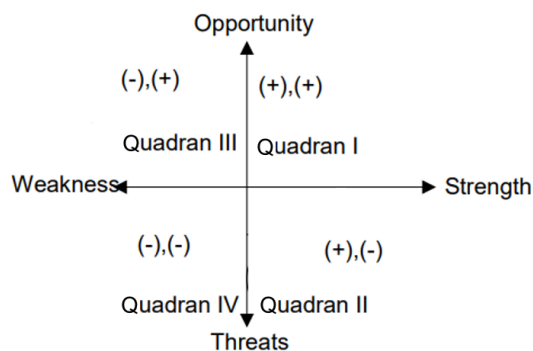 Opportunity
(-),(+)
(+),(+)
Quadran III
Quadran I
Weakness
Strength
(-),(-)
(+),(-)
Quadran IV
Quadran II
Threats